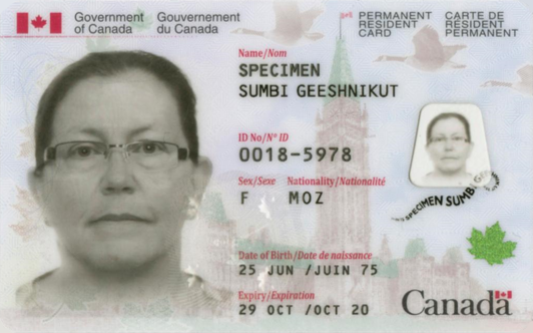 Government of Canada
Gouvernement du Canada
PERMANENT RESIDENT CARD
CARTE DE RÉSIDENT PERMANENT
Name/Nom
SPECIMEN
SUMBI GEESHNIKUT
ID No/Nº ID
0018-5978
Sex/Sexe Nationality/Nationalité
F MOZ
SPECIMEN SUMBI
Date of Birth/Date de naissance
25 JUN /JUIN 75
Expiry/Expiration
29 OCT /OCT 20
Canada